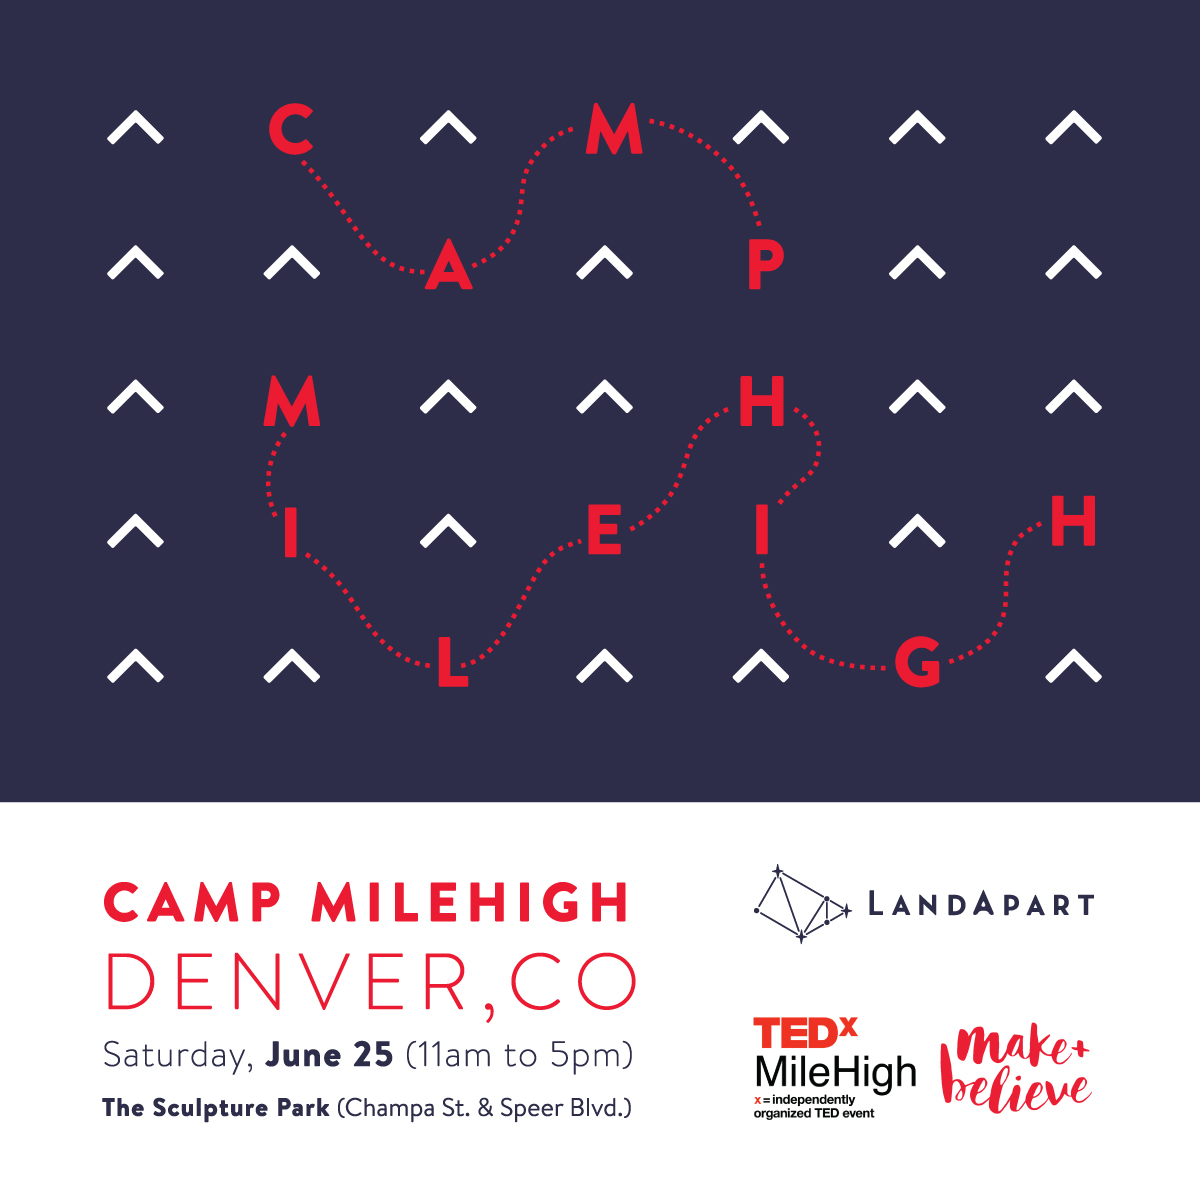 C M
A P
M H
I E I H
L G
CAMP MILEHIGH
DENVER,CO
Saturday, June 25 (11am to 5pm)
The Sculpture Park (Champa St. & Speer Blvd.)
LANDAPART
TEDx
MileHigh
x = independently
organized TED event
make+
believe